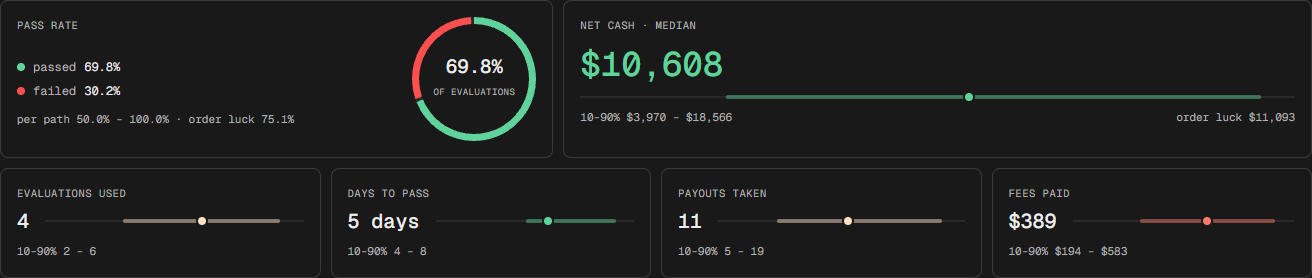 PASS RATE
passed 69.8%
failed 30.2%
per path 50.0% – 100.0% · order luck 75.1%
69.8%
OF EVALUATIONS
NET CASH · MEDIAN
$10,608
10–90% $3,970 – $18,566
order luck $11,093
EVALUATIONS USED
4
10–90% 2 – 6
DAYS TO PASS
5 days
10–90% 4 – 8
PAYOUTS TAKEN
11
10–90% 5 – 19
FEES PAID
$389
10–90% $194 – $583